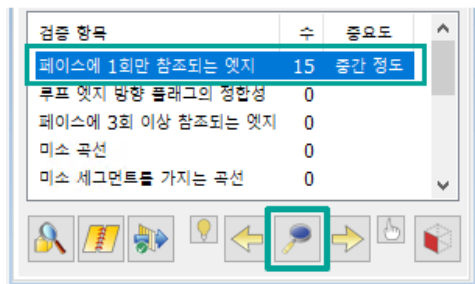 검증 항목 수 중요도
페이스에 1회만 참조되는 엣지 15 중간 정도
루프 엣지 방향 플래그의 정합성 0
페이스에 3회 이상 참조되는 엣지 0
미소 곡선 0
미소 세그먼트를 가지는 곡선 0